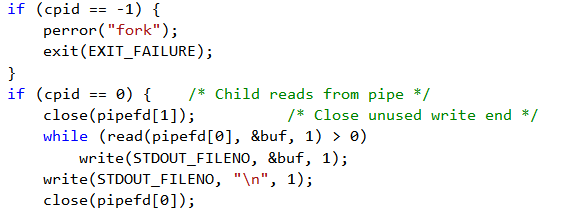 if (cpid == -1) {
    perror("fork");
    exit(EXIT_FAILURE);
}
if (cpid == 0) {    /* Child reads from pipe */
    close(pipefd[1]);          /* Close unused write end */
    while (read(pipefd[0], &buf, 1) > 0)
        write(STDOUT_FILENO, &buf, 1);
    write(STDOUT_FILENO, "\n", 1);
    close(pipefd[0]);